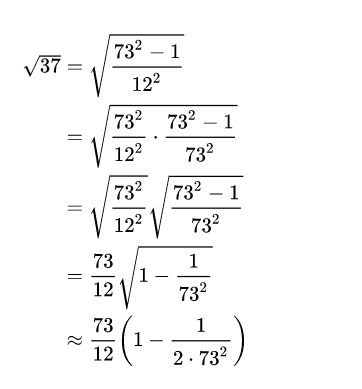 √37 = √((73² − 1)/12²)
= √(73²/12² · (73² − 1)/73²)
= √(73²/12²) √((73² − 1)/73²)
= 73/12 √(1 − 1/73²)
≈ 73/12 (1 − 1/(2 · 73²))